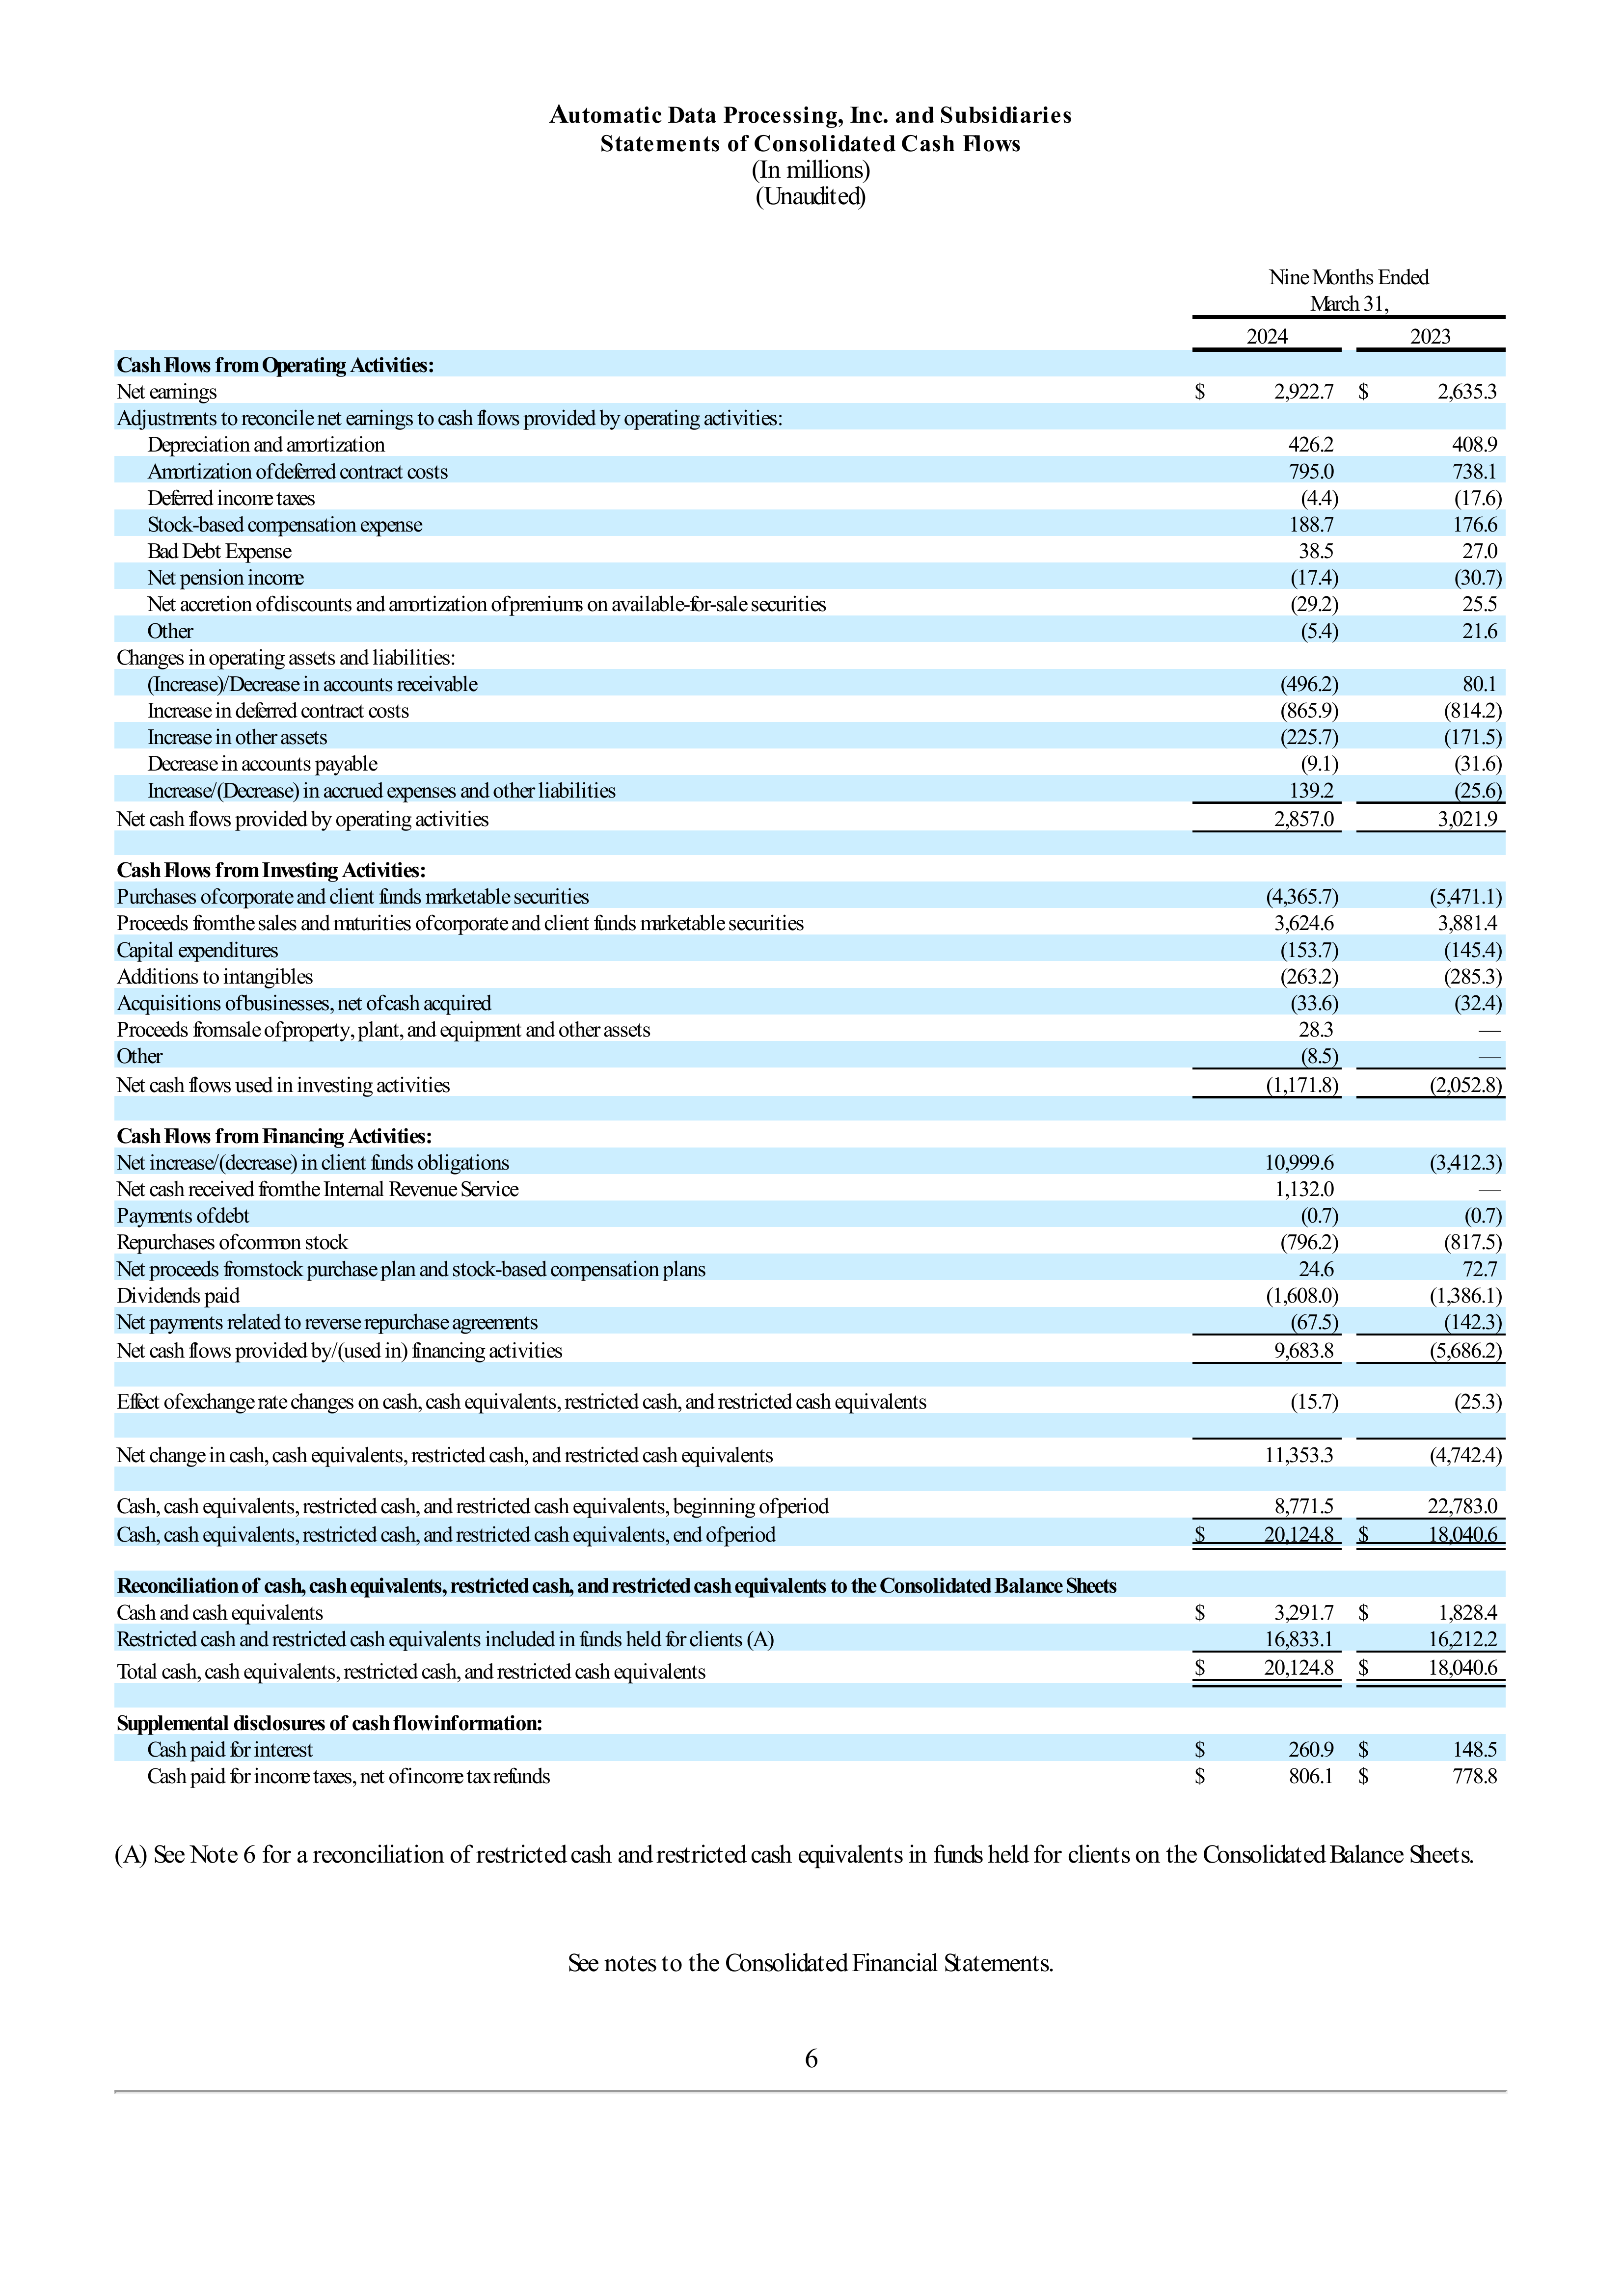 Automatic Data Processing, Inc. and Subsidiaries
Statements of Consolidated Cash Flows
(In millions)
(Unaudited)
Nine Months Ended
March 31,
2024 2023
Cash Flows from Operating Activities:
Net earnings $ 2,922.7 $ 2,635.3
Adjustments to reconcile net earnings to cash flows provided by operating activities:
Depreciation and amortization 426.2 408.9
Amortization of deferred contract costs 795.0 738.1
Deferred income taxes (4.4) (17.6)
Stock-based compensation expense 188.7 176.6
Bad Debt Expense 38.5 27.0
Net pension income (17.4) (30.7)
Net accretion of discounts and amortization of premiums on available-for-sale securities (29.2) 25.5
Other (5.4) 21.6
Changes in operating assets and liabilities:
(Increase)/Decrease in accounts receivable (496.2) 80.1
Increase in deferred contract costs (865.9) (814.2)
Increase in other assets (225.7) (171.5)
Decrease in accounts payable (9.1) (31.6)
Increase/(Decrease) in accrued expenses and other liabilities 139.2 (25.6)
Net cash flows provided by operating activities 2,857.0 3,021.9
Cash Flows from Investing Activities:
Purchases of corporate and client funds marketable securities (4,365.7) (5,471.1)
Proceeds from the sales and maturities of corporate and client funds marketable securities 3,624.6 3,881.4
Capital expenditures (153.7) (145.4)
Additions to intangibles (263.2) (285.3)
Acquisitions of businesses, net of cash acquired (33.6) (32.4)
Proceeds from sale of property, plant, and equipment and other assets 28.3 —
Other (8.5) —
Net cash flows used in investing activities (1,171.8) (2,052.8)
Cash Flows from Financing Activities:
Net increase/(decrease) in client funds obligations 10,999.6 (3,412.3)
Net cash received from the Internal Revenue Service 1,132.0 —
Payments of debt (0.7) (0.7)
Repurchases of common stock (796.2) (817.5)
Net proceeds from stock purchase plan and stock-based compensation plans 24.6 72.7
Dividends paid (1,608.0) (1,386.1)
Net payments related to reverse repurchase agreements (67.5) (142.3)
Net cash flows provided by/(used in) financing activities 9,683.8 (5,686.2)
Effect of exchange rate changes on cash, cash equivalents, restricted cash, and restricted cash equivalents (15.7) (25.3)
Net change in cash, cash equivalents, restricted cash, and restricted cash equivalents 11,353.3 (4,742.4)
Cash, cash equivalents, restricted cash, and restricted cash equivalents, beginning of period 8,771.5 22,783.0
Cash, cash equivalents, restricted cash, and restricted cash equivalents, end of period $ 20,124.8 $ 18,040.6
Reconciliation of cash, cash equivalents, restricted cash, and restricted cash equivalents to the Consolidated Balance Sheets
Cash and cash equivalents $ 3,291.7 $ 1,828.4
Restricted cash and restricted cash equivalents included in funds held for clients (A) 16,833.1 16,212.2
Total cash, cash equivalents, restricted cash, and restricted cash equivalents $ 20,124.8 $ 18,040.6
Supplemental disclosures of cash flow information:
Cash paid for interest $ 260.9 $ 148.5
Cash paid for income taxes, net of income tax refunds $ 806.1 $ 778.8
(A) See Note 6 for a reconciliation of restricted cash and restricted cash equivalents in funds held for clients on the Consolidated Balance Sheets.
See notes to the Consolidated Financial Statements.
6